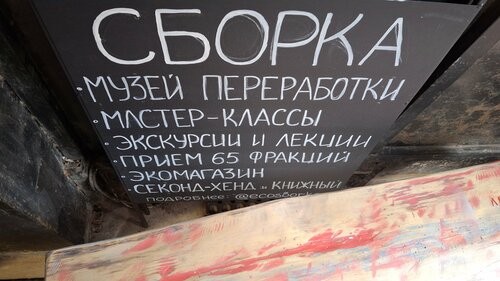 СБОРКА
• МУЗЕЙ ПЕРЕРАБОТКИ
• МАСТЕР-КЛАССЫ
• ЭКСКУРСИИ И ЛЕКЦИИ
• ПРИЕМ 65 ФРАКЦИЙ
• ЭКОМАГАЗИН
• СЕКОНД-ХЕНД и КНИЖНЫЙ
ПОДРОБНЕЕ: